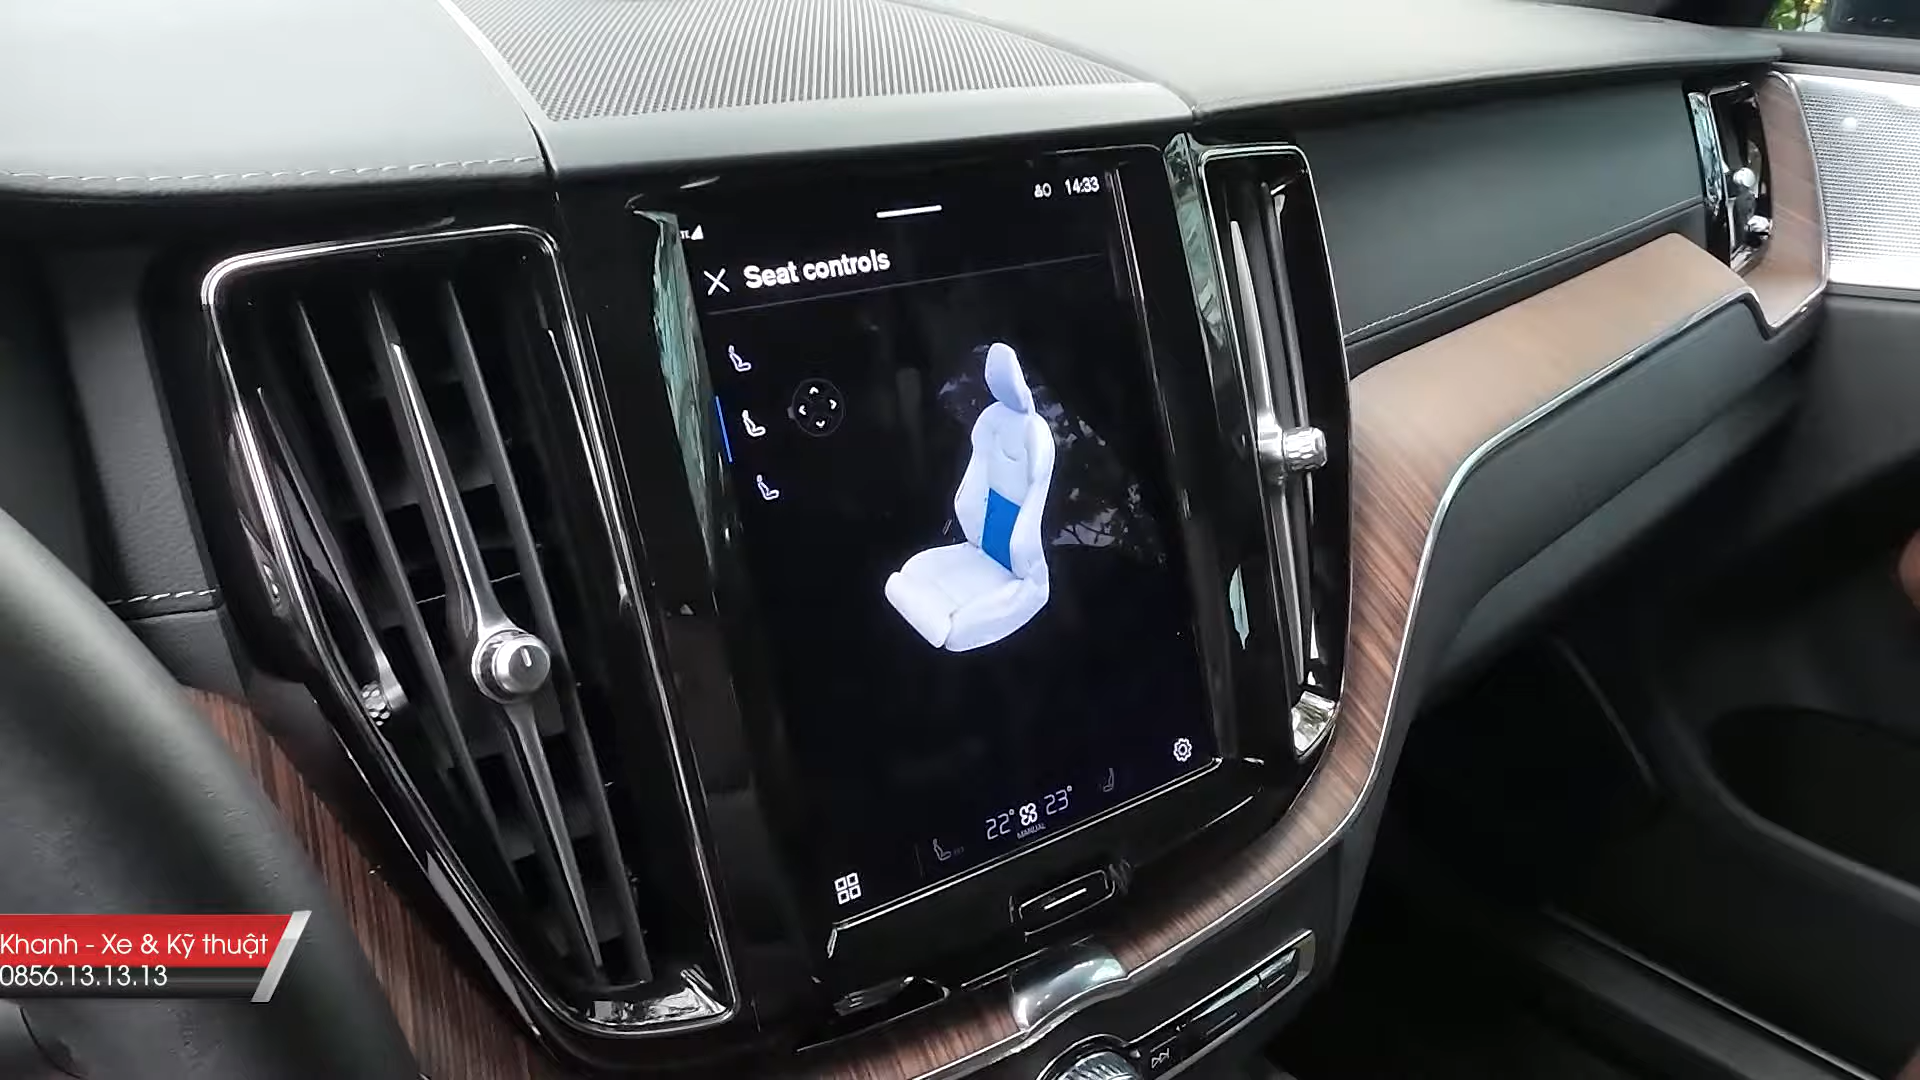 14:33
Seat controls
22° 23°
MANUAL
Khanh - Xe & Kỹ thuật
0856.13.13.13